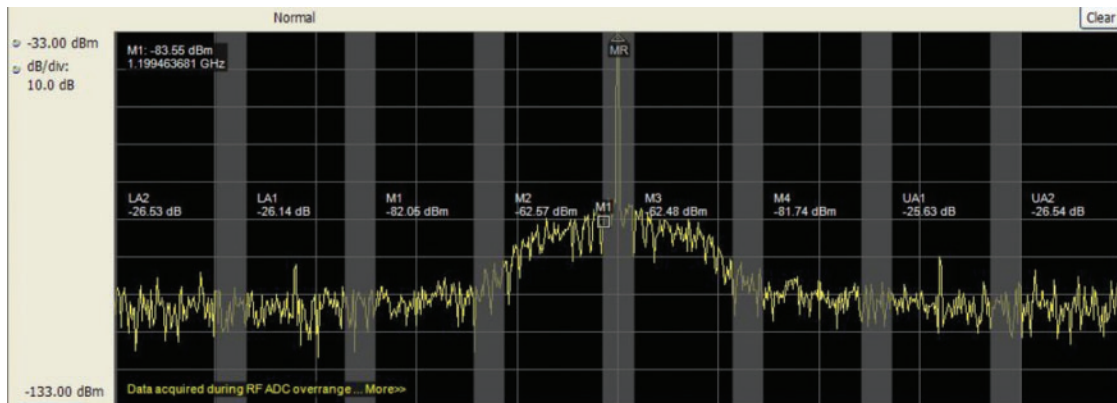 Normal
Clear
-33.00 dBm
dB/div:
10.0 dB
M1: -83.55 dBm
1.199463681 GHz
MR
LA2
-26.53 dB
LA1
-26.14 dB
M1
-82.05 dBm
M2
-62.57 dBm
M1
M3
-62.48 dBm
M4
-81.74 dBm
UA1
-25.63 dB
UA2
-26.54 dB
-133.00 dBm
Data acquired during RF ADC overrange... More>>